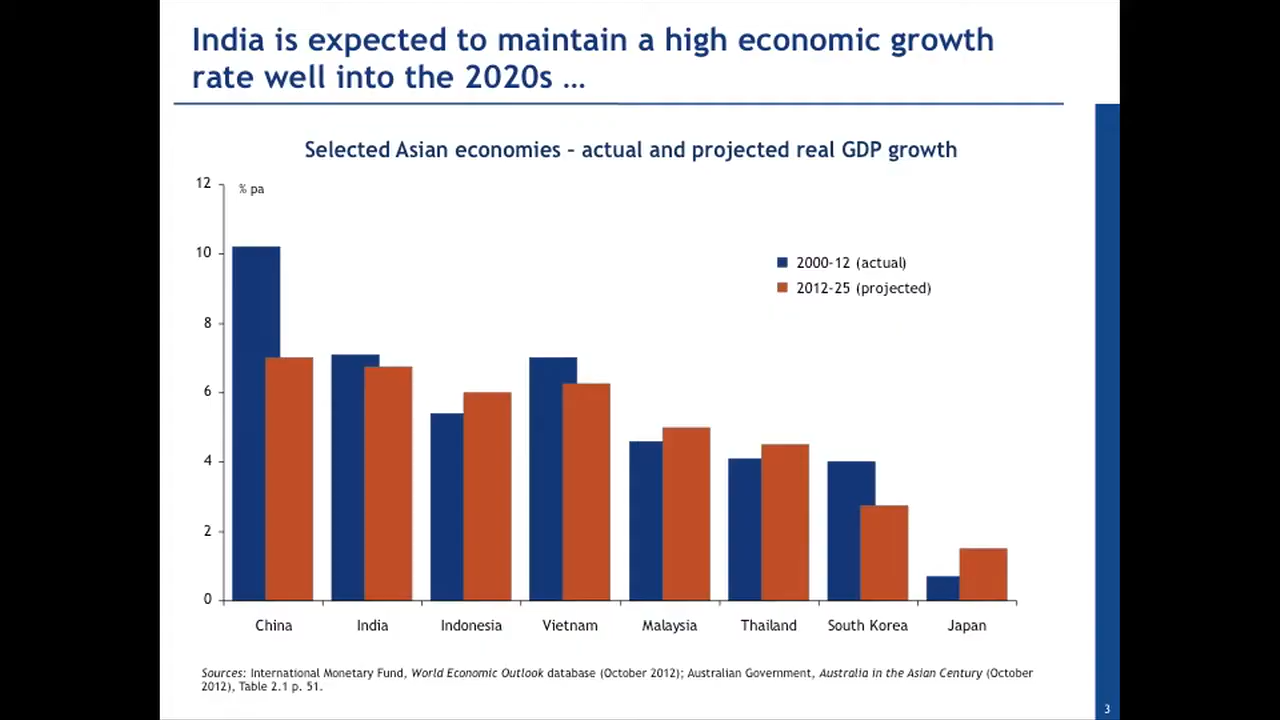 India is expected to maintain a high economic growth
rate well into the 2020s …
Selected Asian economies – actual and projected real GDP growth
12
% pa
10
8
6
4
2
0
2000-12 (actual)
2012-25 (projected)
China
India
Indonesia
Vietnam
Malaysia
Thailand
South Korea
Japan
Sources: International Monetary Fund, World Economic Outlook database (October 2012); Australian Government, Australia in the Asian Century (October
2012), Table 2.1 p. 51.
3